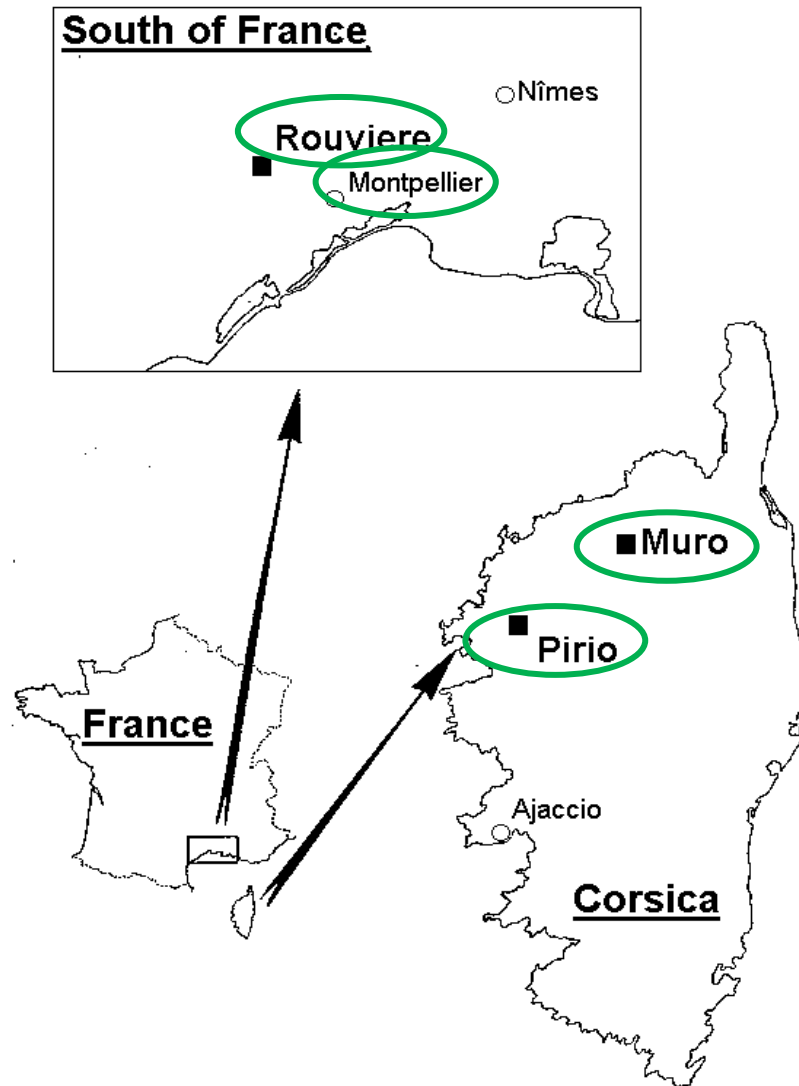 South of France
Nîmes
Rouviere
Montpellier
Muro
Pirio
France
Ajaccio
Corsica